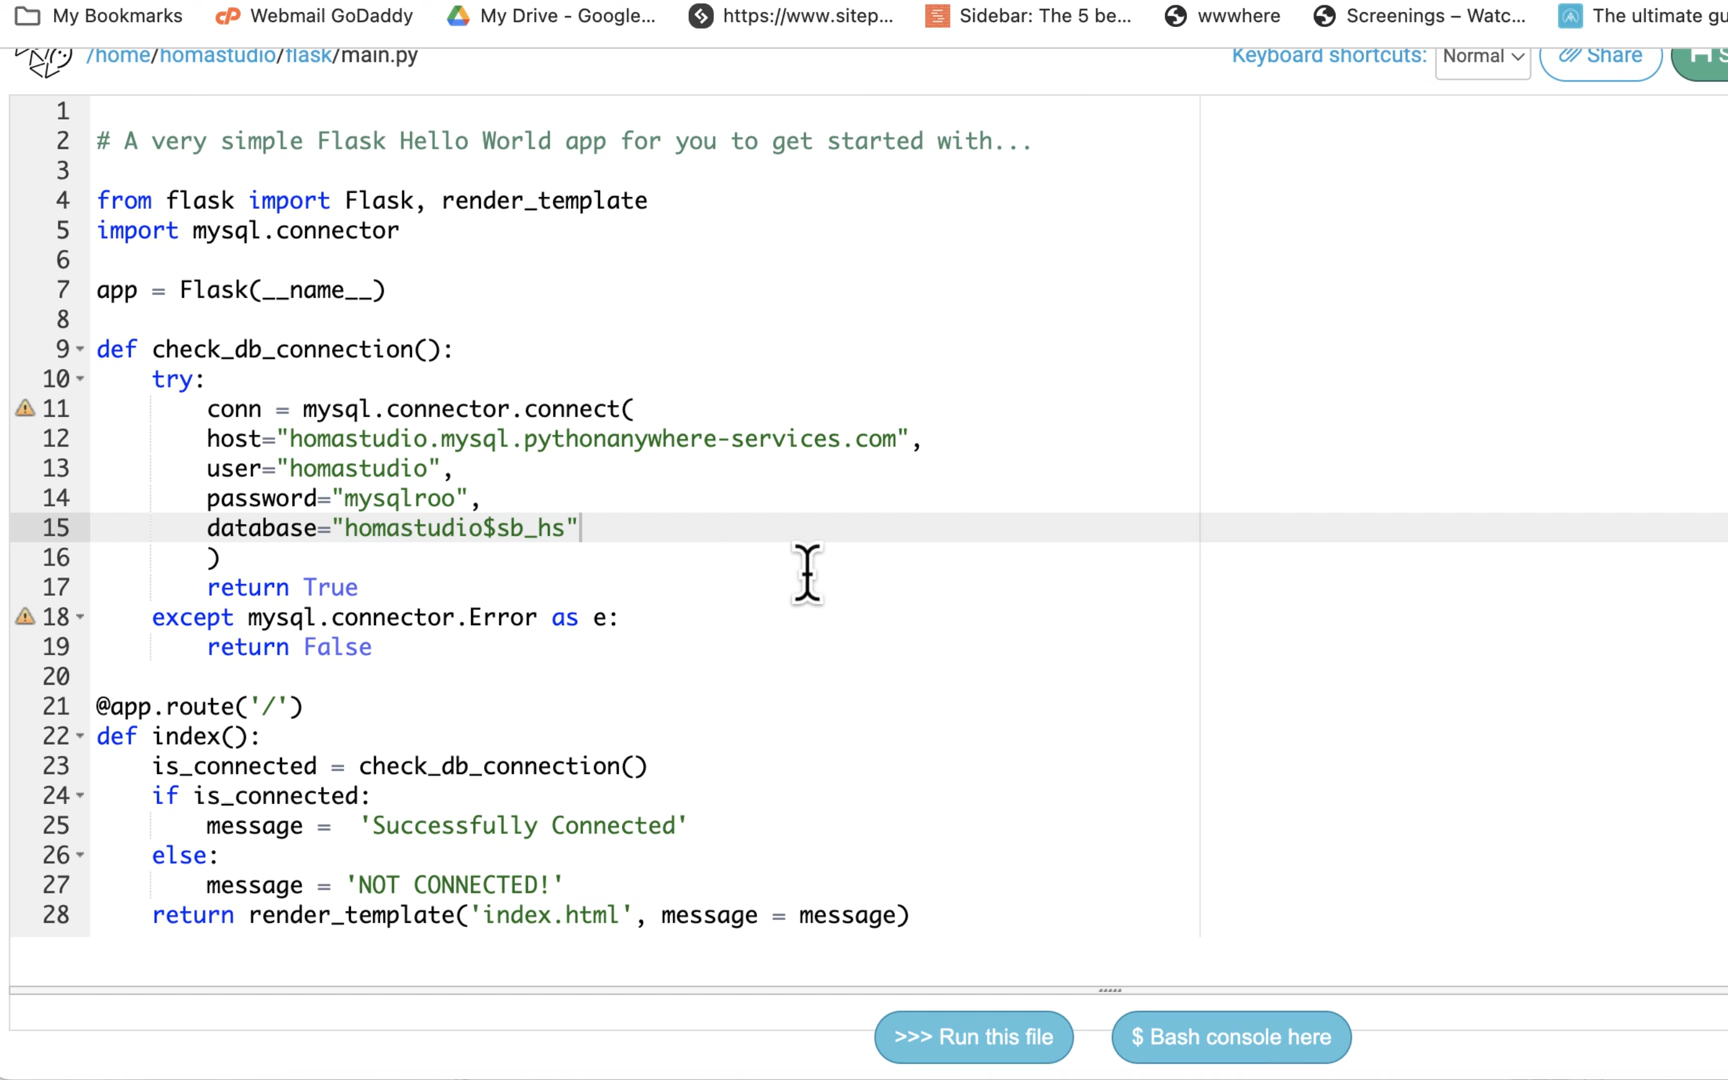 My Bookmarks Webmail GoDaddy My Drive - Google... https://www.sitep... Sidebar: The 5 be... wwwhere Screenings – Watc... The ultimate gu
/home/homastudio/flask/main.py Keyboard shortcuts: Normal Share S
1
2 # A very simple Flask Hello World app for you to get started with...
3
4 from flask import Flask, render_template
5 import mysql.connector
6
7 app = Flask(__name__)
8
9 def check_db_connection():
10 try:
11 conn = mysql.connector.connect(
12 host="homastudio.mysql.pythonanywhere-services.com",
13 user="homastudio",
14 password="mysqlroo",
15 database="homastudio$sb_hs"
16 )
17 return True
18 except mysql.connector.Error as e:
19 return False
20
21 @app.route('/')
22 def index():
23 is_connected = check_db_connection()
24 if is_connected:
25 message =  'Successfully Connected'
26 else:
27 message = 'NOT CONNECTED!'
28 return render_template('index.html', message = message)
>>> Run this file $ Bash console here